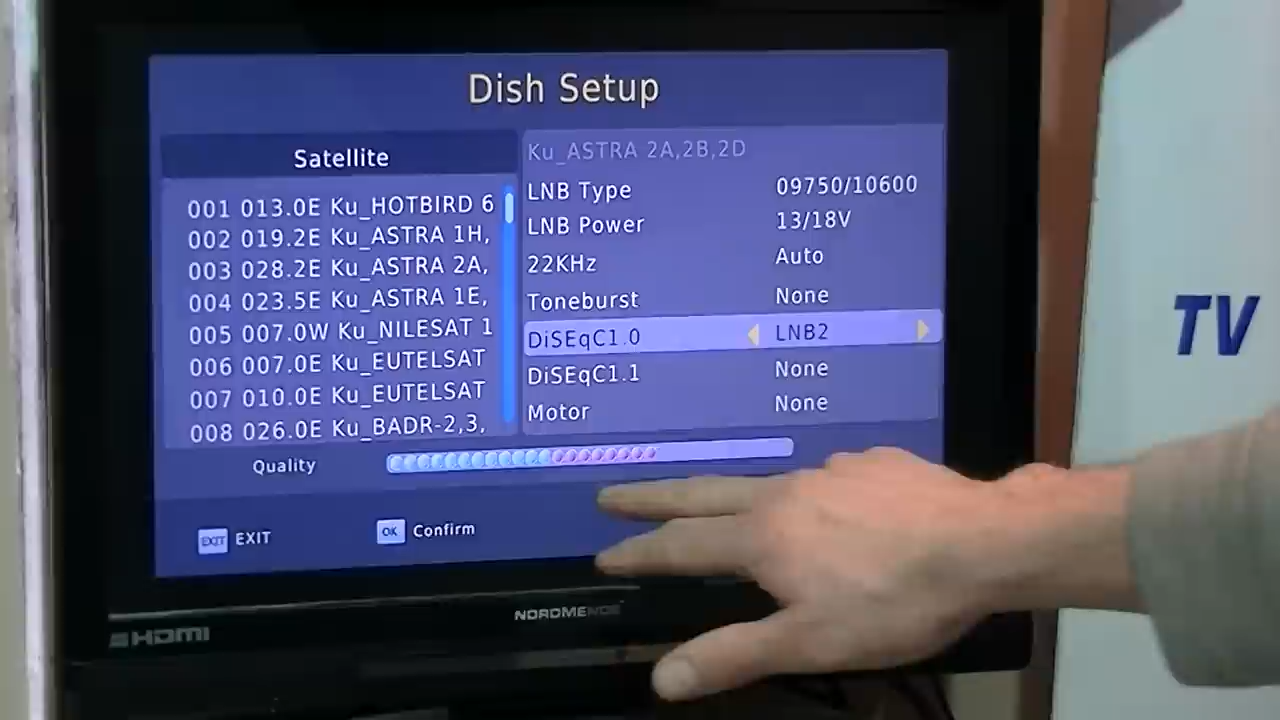 Dish Setup
Satellite
001 013.0E Ku_HOTBIRD 6
002 019.2E Ku_ASTRA 1H,
003 028.2E Ku_ASTRA 2A,
004 023.5E Ku_ASTRA 1E,
005 007.0W Ku_NILESAT 1
006 007.0E Ku_EUTELSAT
007 010.0E Ku_EUTELSAT
008 026.0E Ku_BADR-2,3,
Ku_ASTRA 2A,2B,2D
LNB Type 09750/10600
LNB Power 13/18V
22KHz Auto
Toneburst None
DiSEqC1.0 LNB2
DiSEqC1.1 None
Motor None
Quality
EXIT EXIT
OK Confirm
NORDMENDE
HDMI
TV